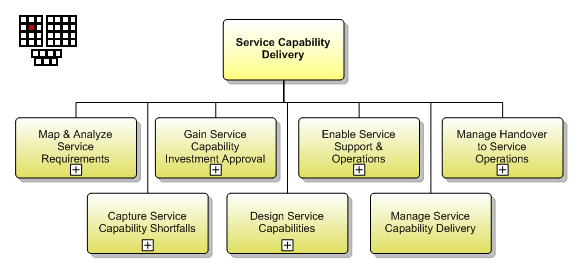 Service Capability
Delivery
Map & Analyze
Service
Requirements
Gain Service
Capability
Investment Approval
Enable Service
Support &
Operations
Manage Handover
to Service
Operations
Capture Service
Capability Shortfalls
Design Service
Capabilities
Manage Service
Capability Delivery